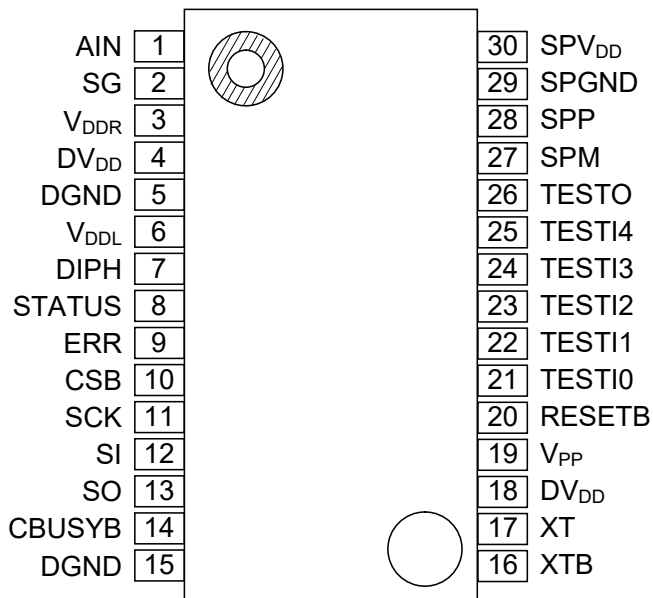 AIN 1 30 SPVDD
SG 2 29 SPGND
VDDR 3 28 SPP
DVDD 4 27 SPM
DGND 5 26 TESTO
VDDL 6 25 TESTI4
DIPH 7 24 TESTI3
STATUS 8 23 TESTI2
ERR 9 22 TESTI1
CSB 10 21 TESTI0
SCK 11 20 RESETB
SI 12 19 VPP
SO 13 18 DVDD
CBUSYB 14 17 XT
DGND 15 16 XTB